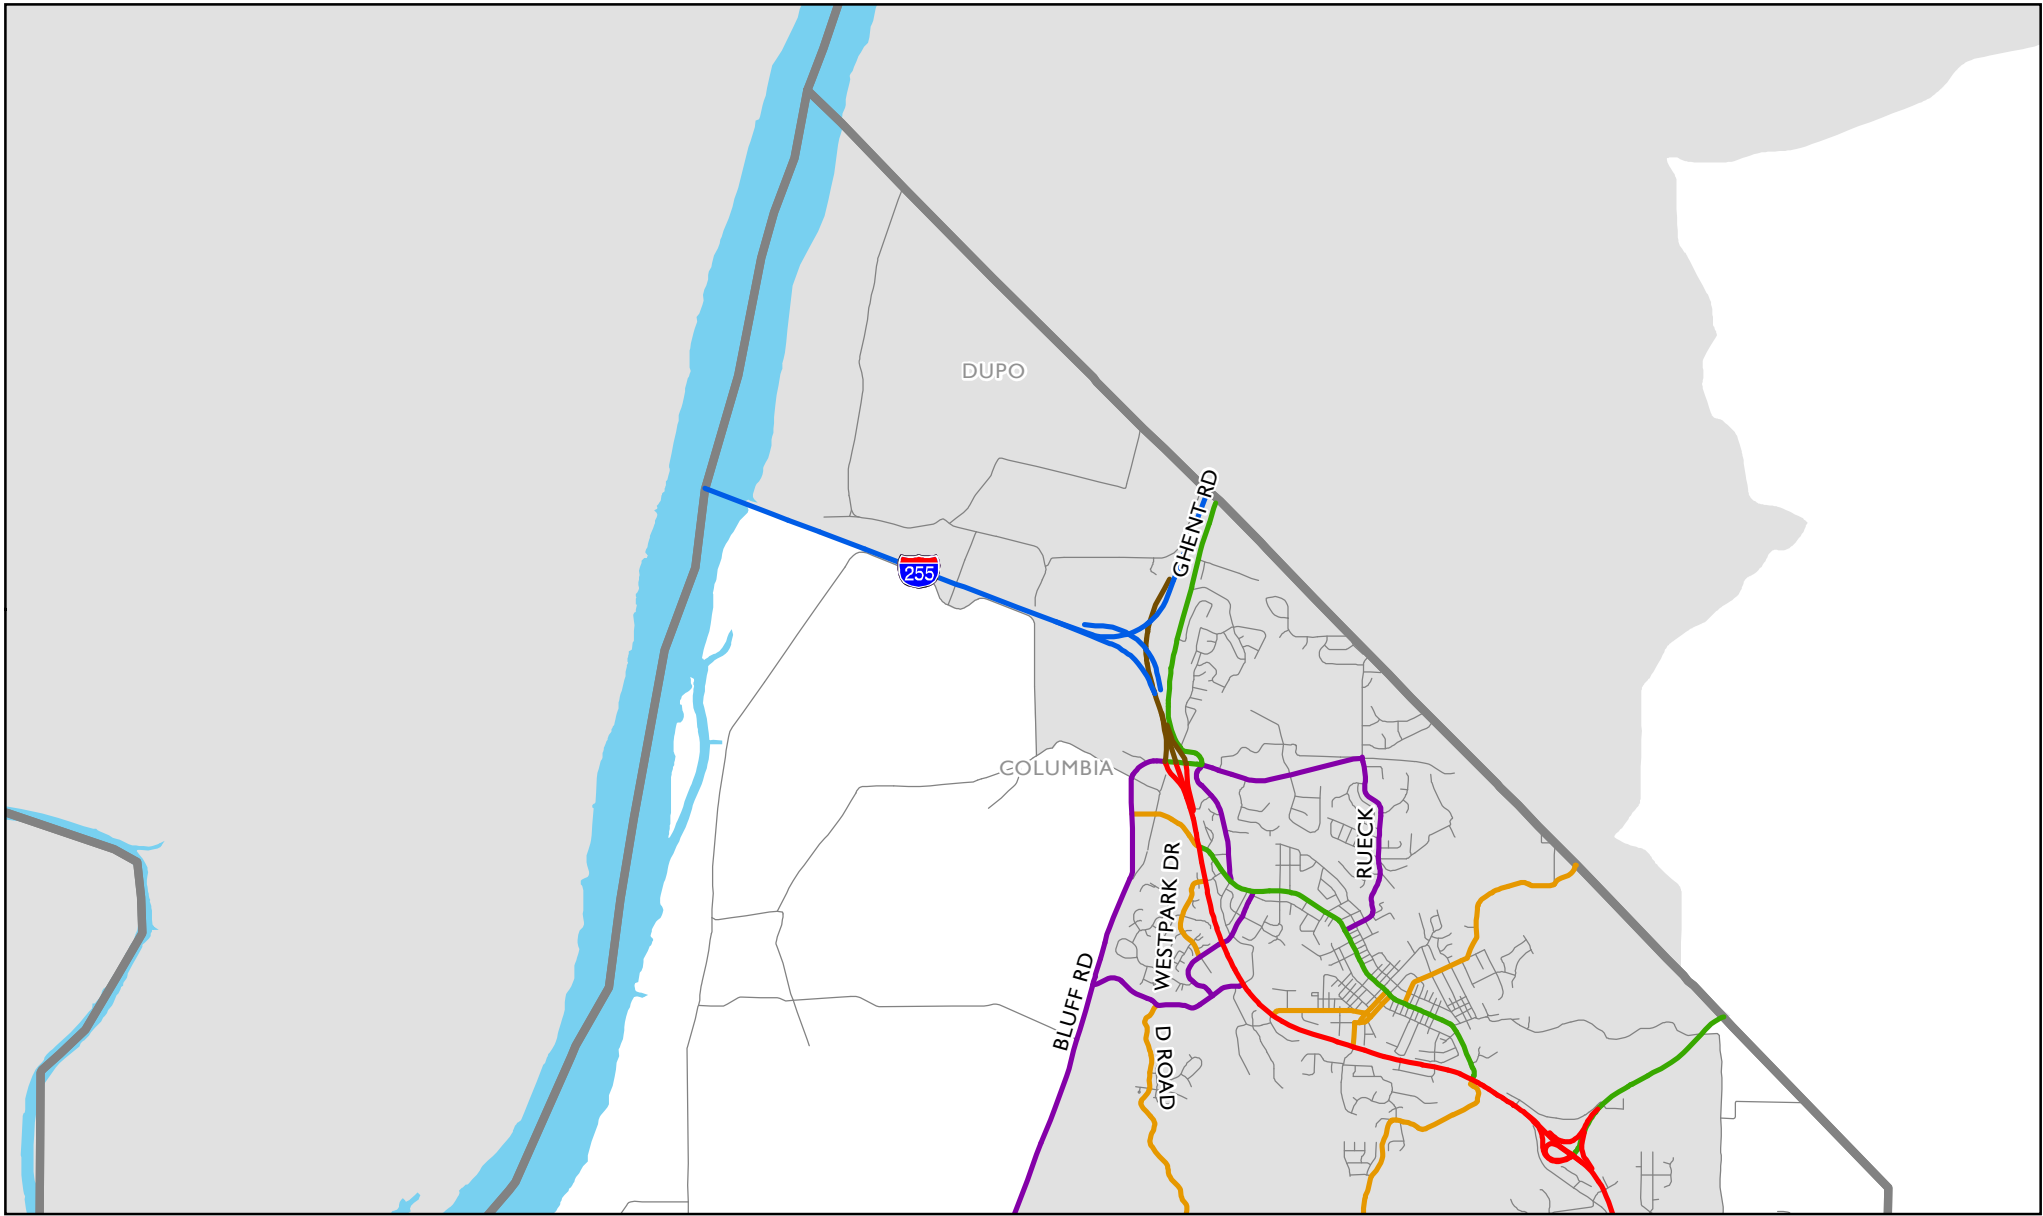 DUPO
GHENT RD
255
COLUMBIA
RUECK
WESTPARK DR
BLUFF RD
D ROAD